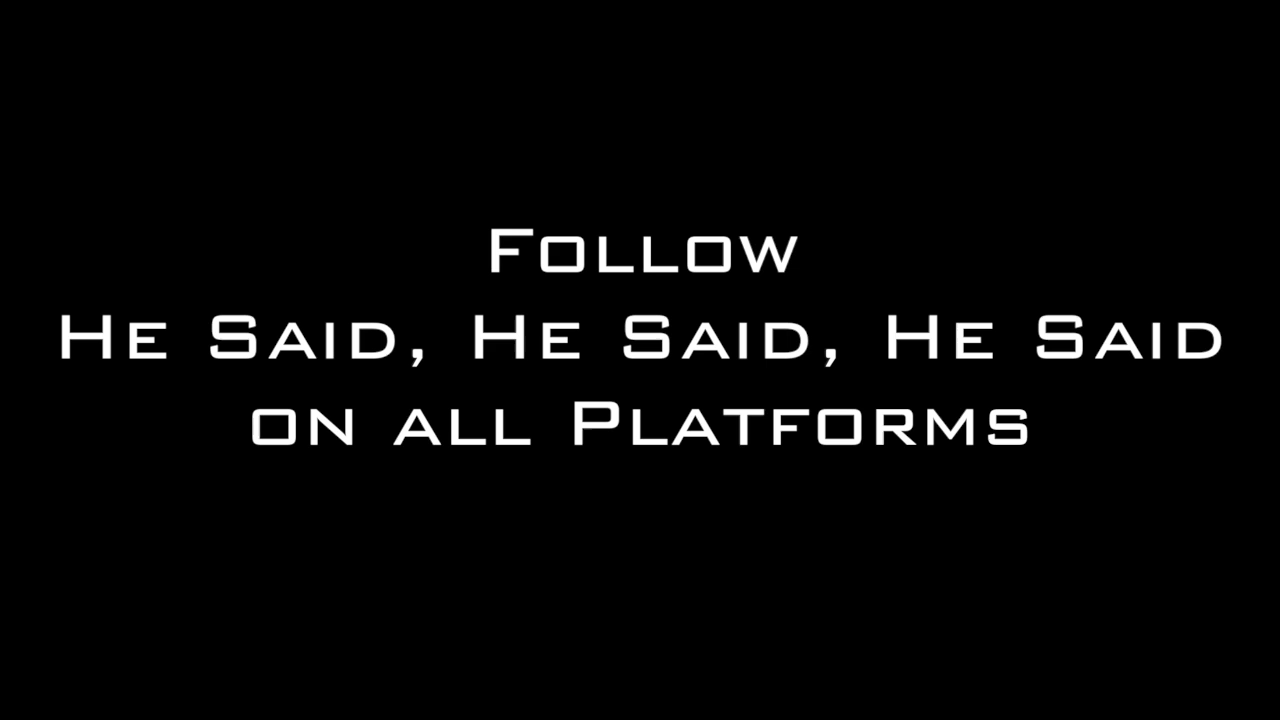 Follow
He Said, He Said, He Said
on all Platforms